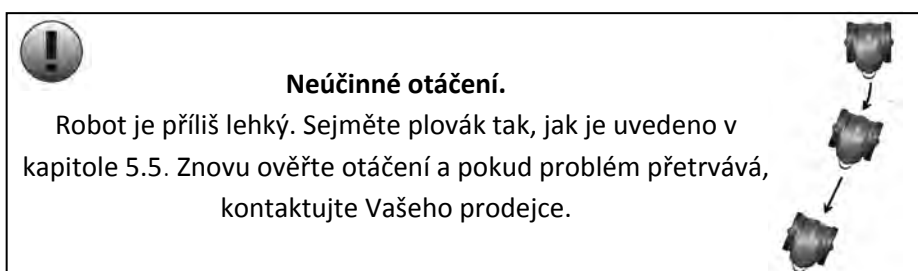 Neúčinné otáčení.
Robot je příliš lehký. Sejměte plovák tak, jak je uvedeno v
kapitole 5.5. Znovu ověřte otáčení a pokud problém přetrvává,
kontaktujte Vašeho prodejce.